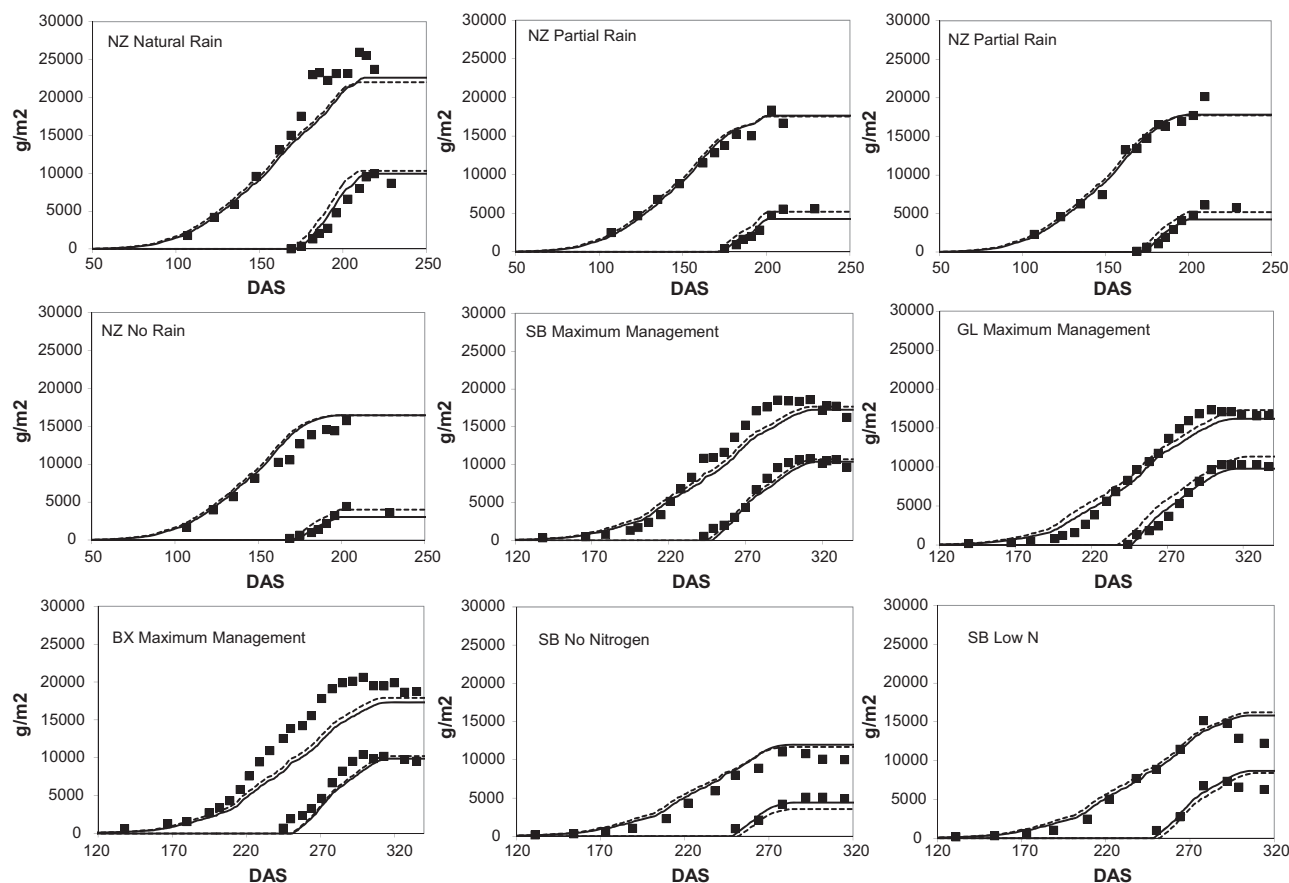 30000
25000
20000
15000
10000
5000
0
g/m2
NZ Natural Rain
50 100 150 200 250
DAS
30000
25000
20000
15000
10000
5000
0
g/m2
NZ Partial Rain
50 100 150 200 250
DAS
30000
25000
20000
15000
10000
5000
0
g/m2
NZ Partial Rain
50 100 150 200 250
DAS
30000
25000
20000
15000
10000
5000
0
g/m2
NZ No Rain
50 100 150 200 250
DAS
30000
25000
20000
15000
10000
5000
0
g/m2
SB Maximum Management
120 170 220 270 320
DAS
30000
25000
20000
15000
10000
5000
0
g/m2
GL Maximum Management
120 170 220 270 320
DAS
30000
25000
20000
15000
10000
5000
0
g/m2
BX Maximum Management
120 170 220 270 320
DAS
30000
25000
20000
15000
10000
5000
0
g/m2
SB No Nitrogen
120 170 220 270 320
DAS
30000
25000
20000
15000
10000
5000
0
g/m2
SB Low N
120 170 220 270 320
DAS